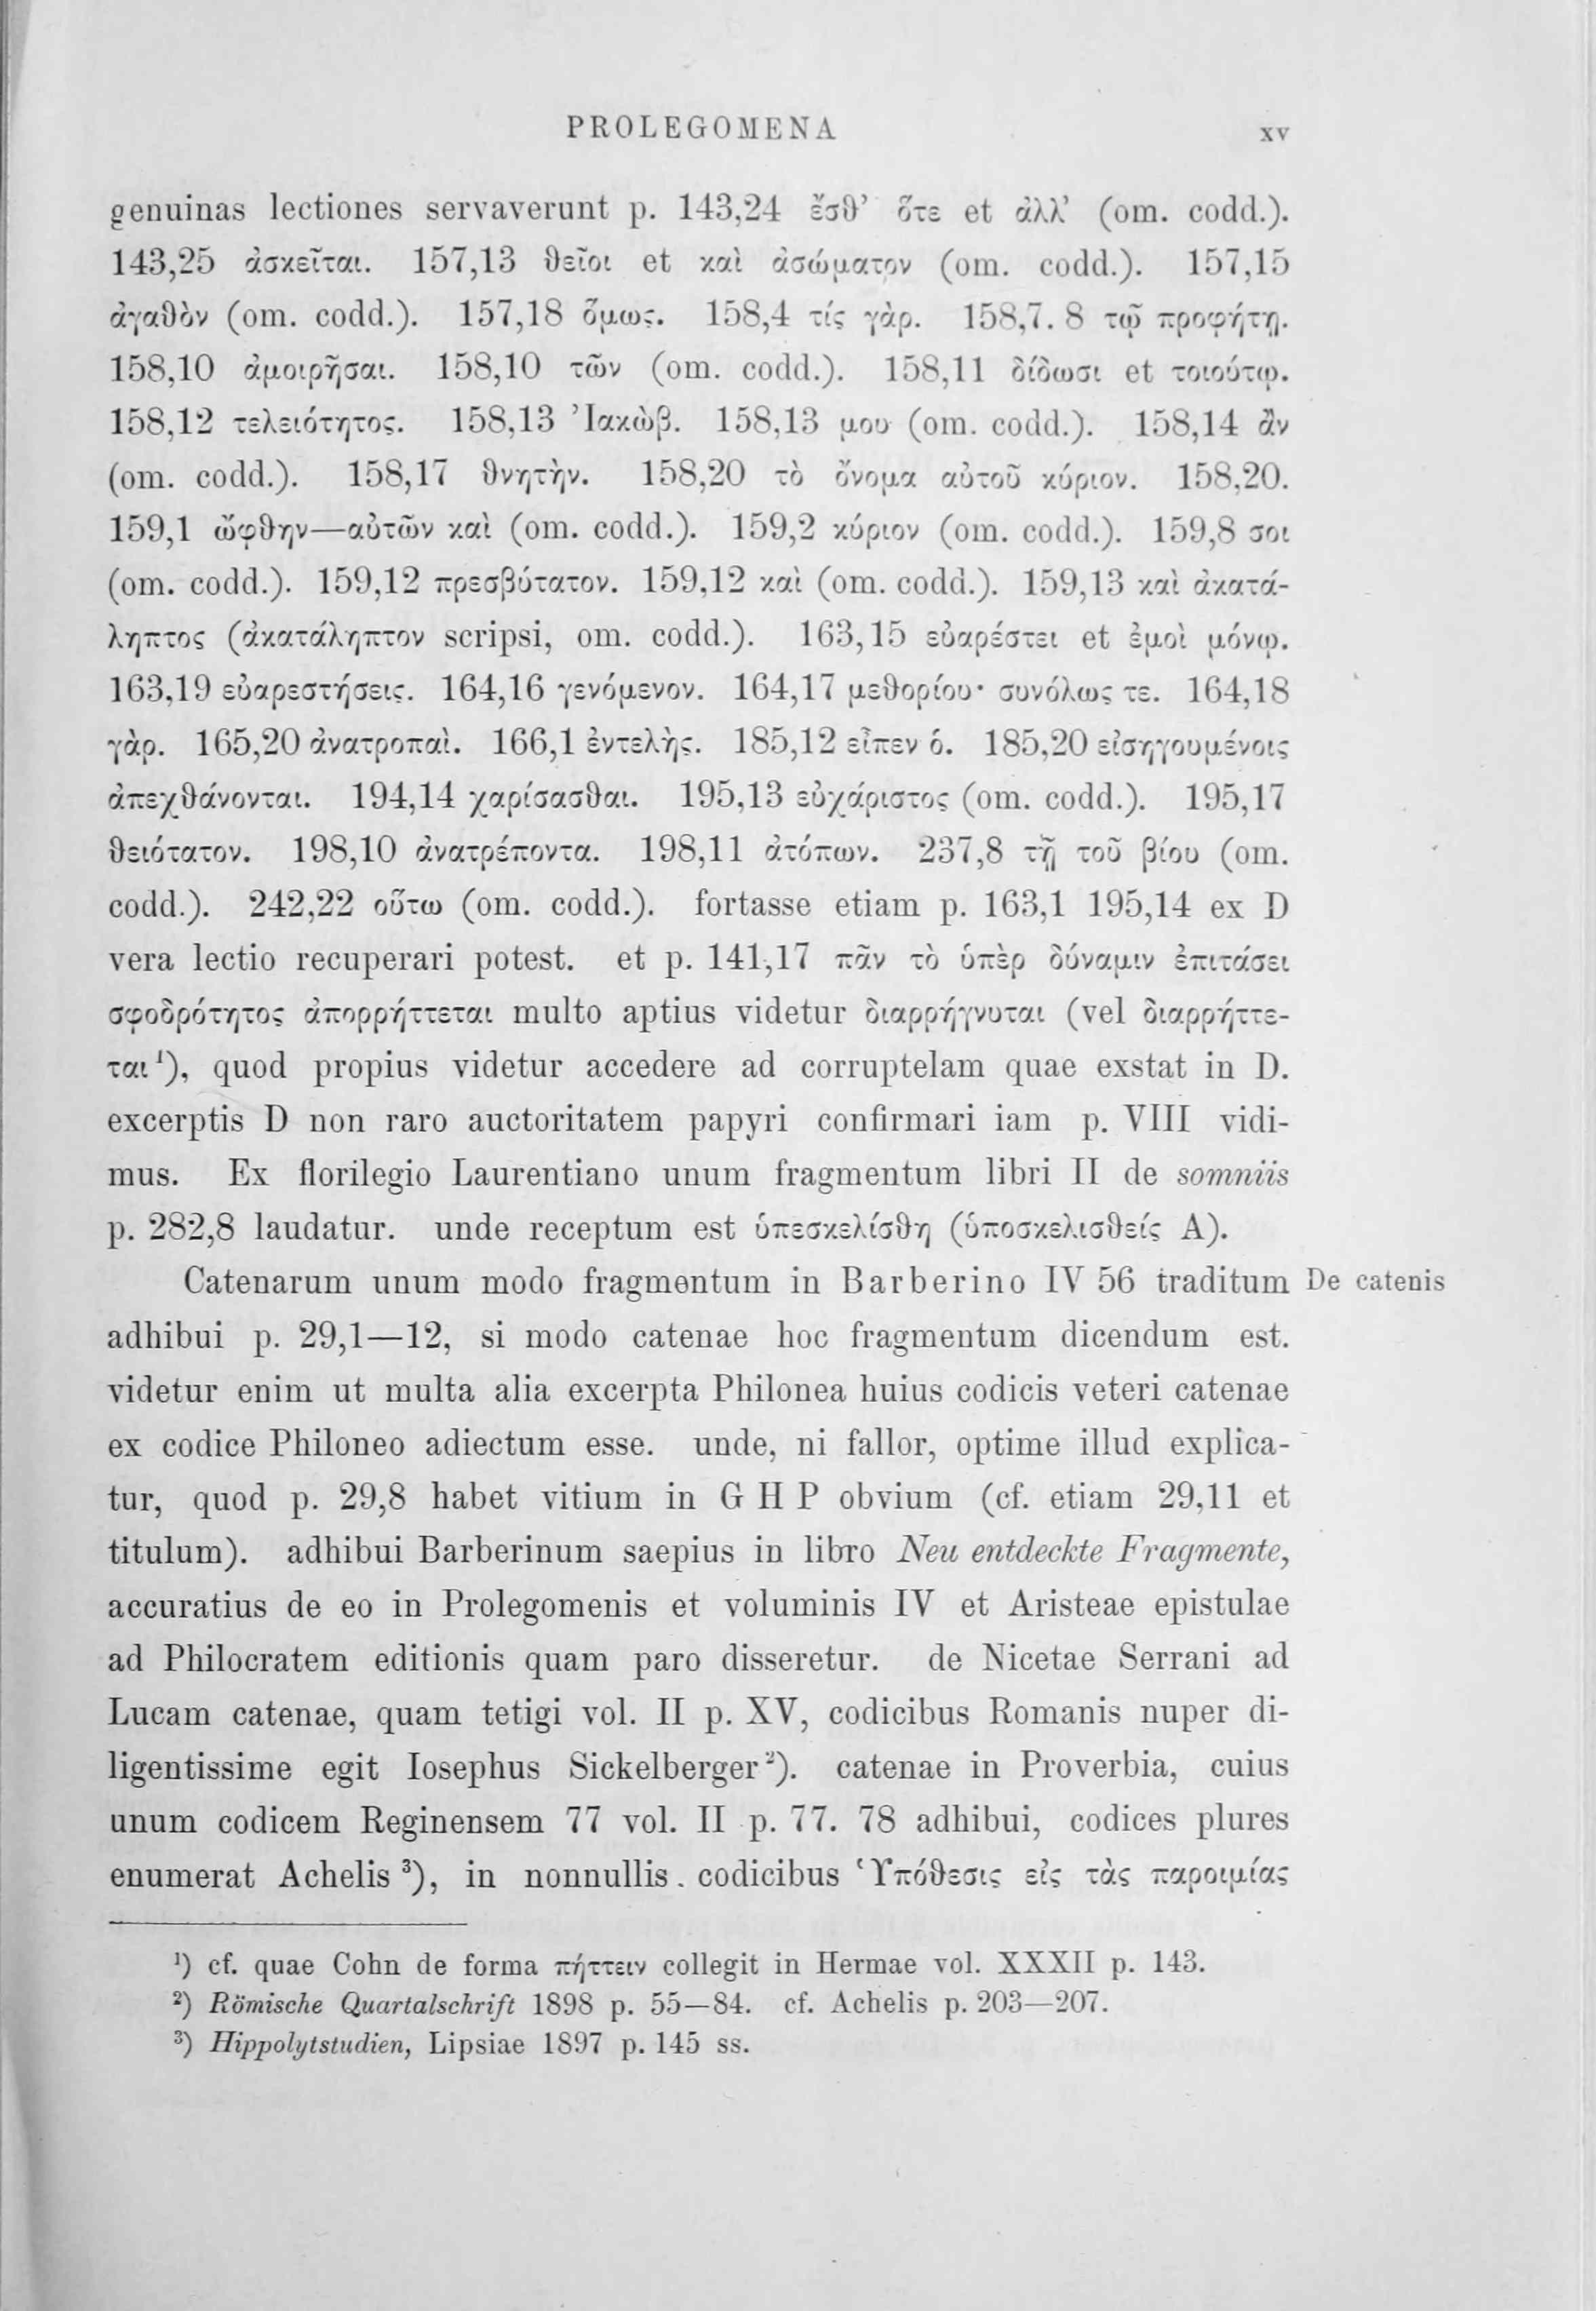 PROLEGOMENA XV
genuinas lectiones servaverunt p. 143,24 ἔσθ’ ὅτε et ἀλλ’ (om. codd.).
143,25 ἀσκεῖται. 157,13 θεῖοι et καὶ ἀσώματον (om. codd.). 157,15
ἀγαθὸν (om. codd.). 157,18 ὅμως. 158,4 τίς γὰρ. 158,7. 8 τῷ προφήτῃ.
158,10 ἀμοιρῆσαι. 158,10 τῶν (om. codd.). 158,11 δίδωσι et τοιούτῳ.
158,12 τελειότητος. 158,13 Ἰακὼβ. 158,13 μου (om. codd.). 158,14 ἂν
(om. codd.). 158,17 θνητὴν. 158,20 τὸ ὄνομα αὐτοῦ κύριον. 158,20.
159,1 ὤφθην—αὐτῶν καὶ (om. codd.). 159,2 κύριον (om. codd.). 159,8 σοι
(om. codd.). 159,12 πρεσβύτατον. 159,12 καὶ (om. codd.). 159,13 καὶ ἀκατά-
ληπτος (ἀκατάληπτον scripsi, om. codd.). 163,15 εὐαρέστει et ἐμοὶ μόνῳ.
163,19 εὐαρεστήσεις. 164,16 γενόμενον. 164,17 μεθορίου· συνόλως τε. 164,18
γὰρ. 165,20 ἀνατροπαὶ. 166,1 ἐντελὴς. 185,12 εἶπεν ὁ. 185,20 εἰσηγουμένοις
ἀπεχθάνονται. 194,14 χαρίσασθαι. 195,13 εὐχάριστος (om. codd.). 195,17
θειότατον. 198,10 ἀνατρέποντα. 198,11 ἀτόπων. 237,8 τῇ τοῦ βίου (om.
codd.). 242,22 οὕτω (om. codd.). fortasse etiam p. 163,1 195,14 ex D
vera lectio recuperari potest. et p. 141,17 πᾶν τὸ ὑπὲρ δύναμιν ἐπιτάσει
σφοδρότητος ἀπορρήττεται multo aptius videtur διαρρήγνυται (vel διαρρήττε-
ται ¹), quod propius videtur accedere ad corruptelam quae exstat in D.
excerptis D non raro auctoritatem papyri confirmari iam p. VIII vidi-
mus. Ex florilegio Laurentiano unum fragmentum libri II de somniis
p. 282,8 laudatur. unde receptum est ὑπεσκελίσθη (ὑποσκελισθείς A).
Catenarum unum modo fragmentum in Barberino IV 56 traditum De catenis
adhibui p. 29,1—12, si modo catenae hoc fragmentum dicendum est.
videtur enim ut multa alia excerpta Philonea huius codicis veteri catenae
ex codice Philoneo adiectum esse. unde, ni fallor, optime illud explica-
tur, quod p. 29,8 habet vitium in G H P obvium (cf. etiam 29,11 et
titulum). adhibui Barberinum saepius in libro Neu entdeckte Fragmente,
accuratius de eo in Prolegomenis et voluminis IV et Aristeae epistulae
ad Philocratem editionis quam paro disseretur. de Nicetae Serrani ad
Lucam catenae, quam tetigi vol. II p. XV, codicibus Romanis nuper di-
ligentissime egit Iosephus Sickelberger ²). catenae in Proverbia, cuius
unum codicem Reginensem 77 vol. II p. 77. 78 adhibui, codices plures
enumerat Achelis ³), in nonnullis codicibus Ὑπόθεσις εἰς τὰς παροιμίας
¹) cf. quae Cohn de forma πήττειν collegit in Hermae vol. XXXII p. 143.
²) Römische Quartalschrift 1898 p. 55—84. cf. Achelis p. 203—207.
³) Hippolytstudien, Lipsiae 1897 p. 145 ss.